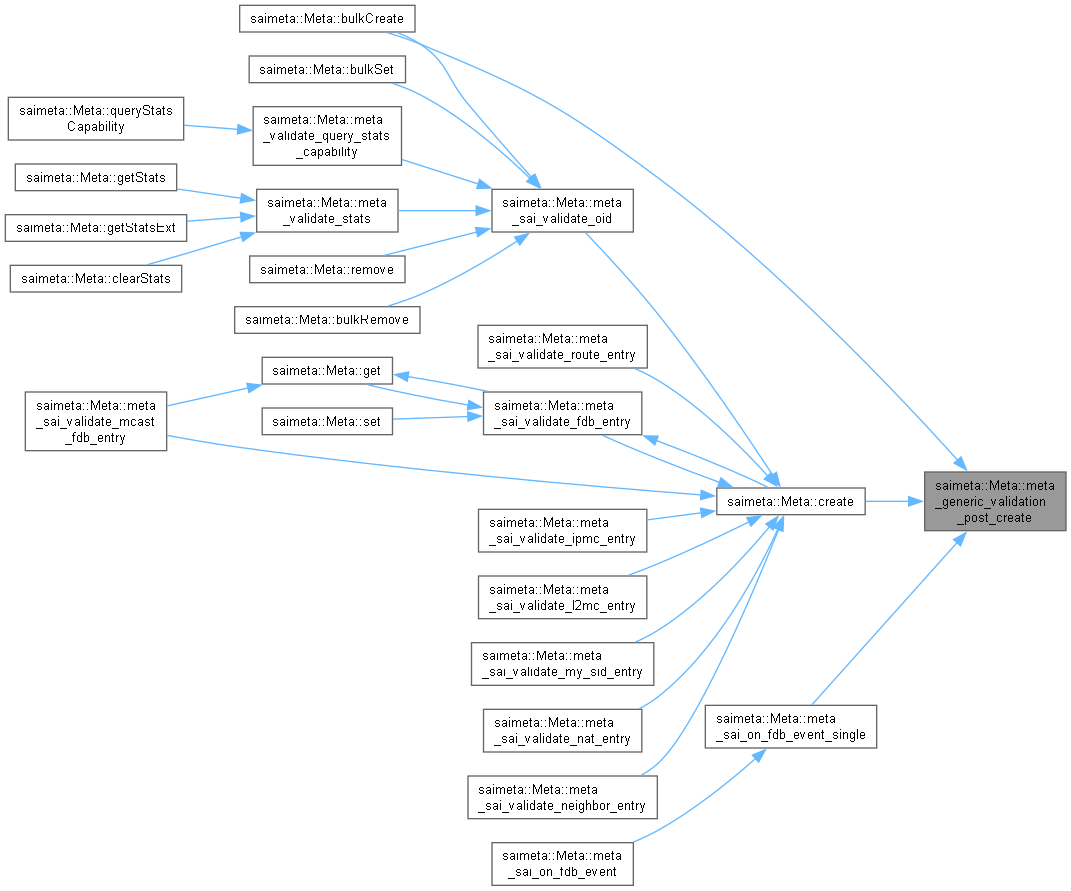 saimeta::Meta::bulkCreate
saimeta::Meta::bulkSet
saimeta::Meta::queryStats
Capability
saimeta::Meta::meta
_validate_query_stats
_capability
saimeta::Meta::getStats
saimeta::Meta::meta
_validate_stats
saimeta::Meta::meta
_sai_validate_oid
saimeta::Meta::getStatsExt
saimeta::Meta::clearStats
saimeta::Meta::remove
saimeta::Meta::bulkRemove
saimeta::Meta::meta
_sai_validate_route_entry
saimeta::Meta::get
saimeta::Meta::meta
_sai_validate_mcast
_fdb_entry
saimeta::Meta::set
saimeta::Meta::meta
_sai_validate_fdb_entry
saimeta::Meta::create
saimeta::Meta::meta
_generic_validation
_post_create
saimeta::Meta::meta
_sai_validate_ipmc_entry
saimeta::Meta::meta
_sai_validate_l2mc_entry
saimeta::Meta::meta
_sai_validate_my_sid_entry
saimeta::Meta::meta
_sai_validate_nat_entry
saimeta::Meta::meta
_sai_on_fdb_event_single
saimeta::Meta::meta
_sai_validate_neighbor_entry
saimeta::Meta::meta
_sai_on_fdb_event